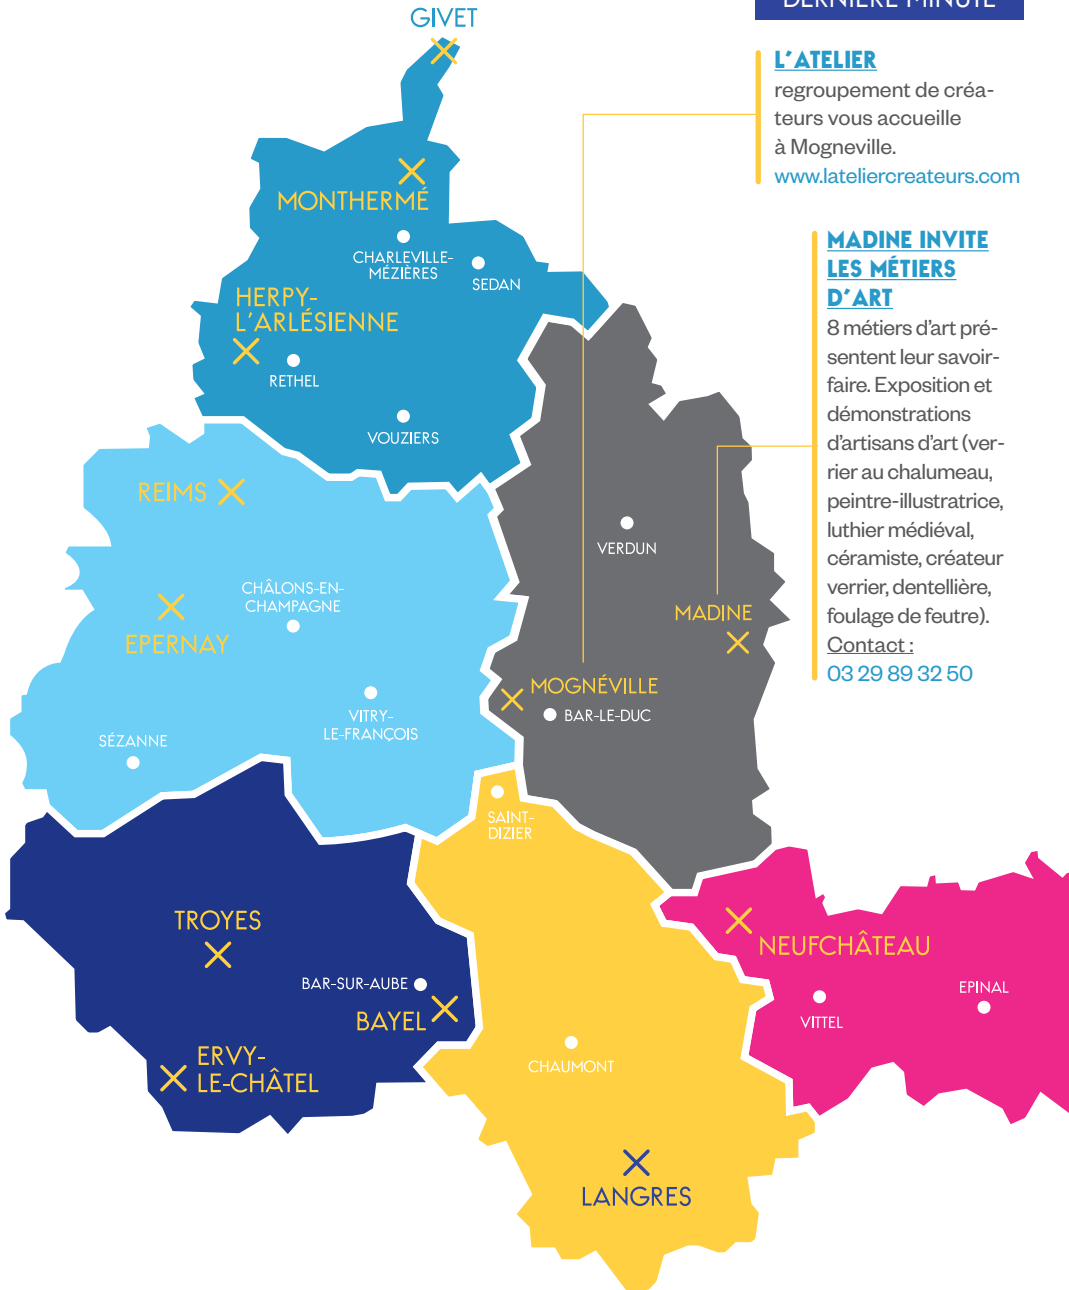 GIVET
DERNIÈRE MINUTE
L'ATELIER
regroupement de créa-
teurs vous accueille
à Mogneville.
www.lateliercreateurs.com
MONTHERMÉ
CHARLEVILLE-
MÉZIÈRES
SEDAN
HERPY-
L'ARLÉSIENNE
RETHEL
VOUZIERS
MADINE INVITE
LES MÉTIERS
D'ART
8 métiers d'art pré-
sentent leur savoir-
faire. Exposition et
démonstrations
d'artisans d'art (ver-
rier au chalumeau,
peintre-illustratrice,
luthier médiéval,
céramiste, créateur
verrier, dentellière,
foulage de feutre).
Contact :
03 29 89 32 50
REIMS
VERDUN
CHÂLONS-EN-
CHAMPAGNE
EPERNAY
MADINE
MOGNÉVILLE
BAR-LE-DUC
VITRY-
LE-FRANÇOIS
SÉZANNE
SAINT-
DIZIER
TROYES
BAR-SUR-AUBE
BAYEL
ERVY-
LE-CHÂTEL
NEUFCHÂTEAU
VITTEL
EPINAL
CHAUMONT
LANGRES